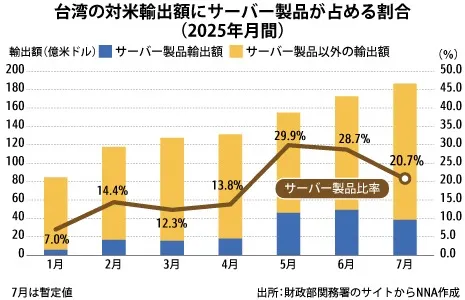 台湾の対米輸出額にサーバー製品が占める割合
（2025年月間）
輸出額（億米ドル） サーバー製品輸出額 サーバー製品以外の輸出額 （%）
200 50.0
180 45.0
160 40.0
140 35.0
120 30.0
100 25.0
80 20.0
60 15.0
40 10.0
20 5.0
0 0.0
7.0% 14.4% 12.3% 13.8% 29.9% 28.7% 20.7%
サーバー製品比率
1月 2月 3月 4月 5月 6月 7月
7月は暫定値 出所：財政部関務署のサイトからNNA作成